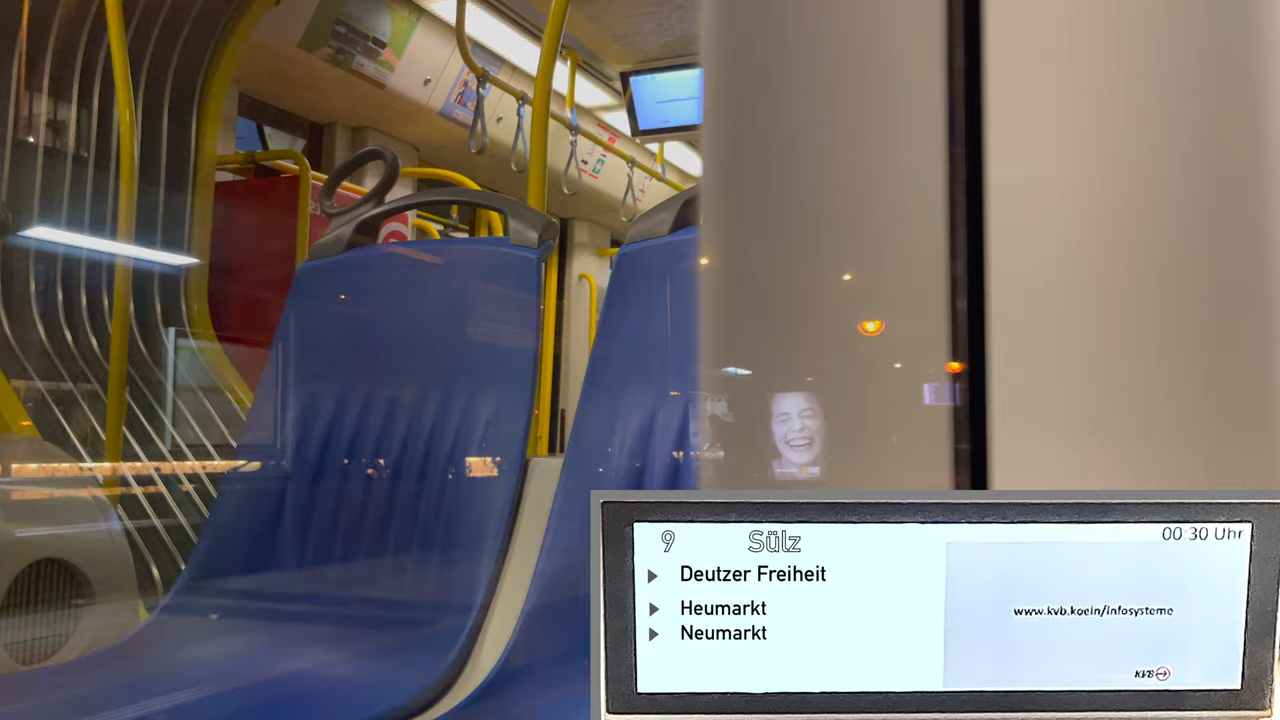 9 Sülz
00:30 Uhr
Deutzer Freiheit
Heumarkt
Neumarkt
www.kvb.koeln/infosysteme
KVB